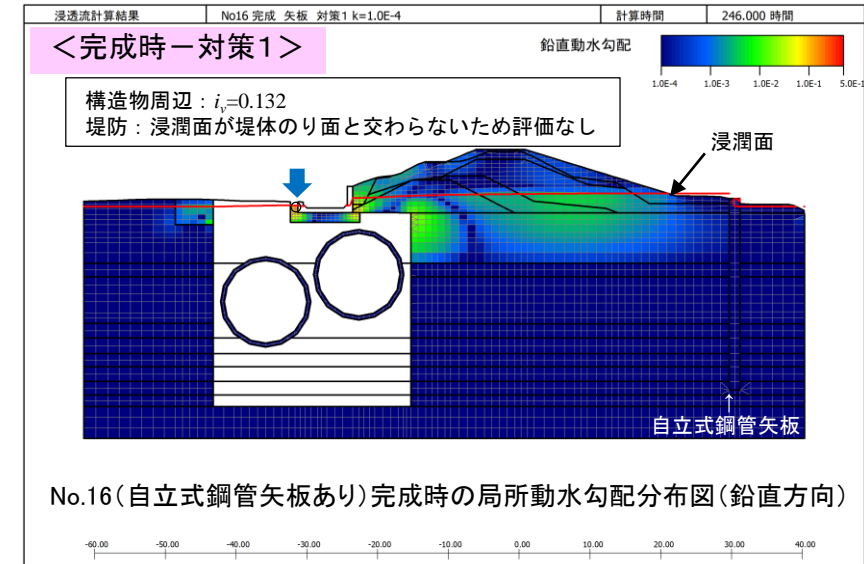 浸透流計算結果 No16 完成 矢板 対策1 k=1.0E-4 計算時間 246.000 時間
＜完成時－対策1＞
鉛直動水勾配
1.0E-4 1.0E-3 1.0E-2 1.0E-1 5.0E-1
構造物周辺：iv=0.132
堤防：浸潤面が堤体のり面と交わらないため評価なし
浸潤面
↑
自立式鋼管矢板
No.16（自立式鋼管矢板あり）完成時の局所動水勾配分布図（鉛直方向）
-60.00 -50.00 -40.00 -30.00 -20.00 -10.00 0.00 10.00 20.00 30.00 40.00